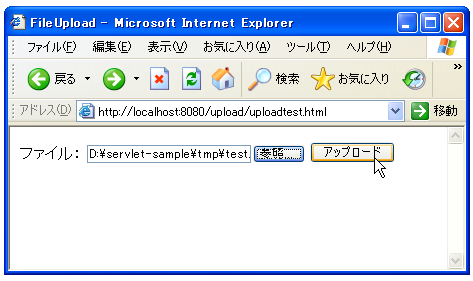 FileUpload - Microsoft Internet Explorer
ファイル(F) 編集(E) 表示(V) お気に入り(A) ツール(T) ヘルプ(H)
戻る 検索 お気に入り
アドレス(D) http://localhost:8080/upload/uploadtest.html 移動
ファイル： D:¥servlet-sample¥tmp¥test. 参照... アップロード